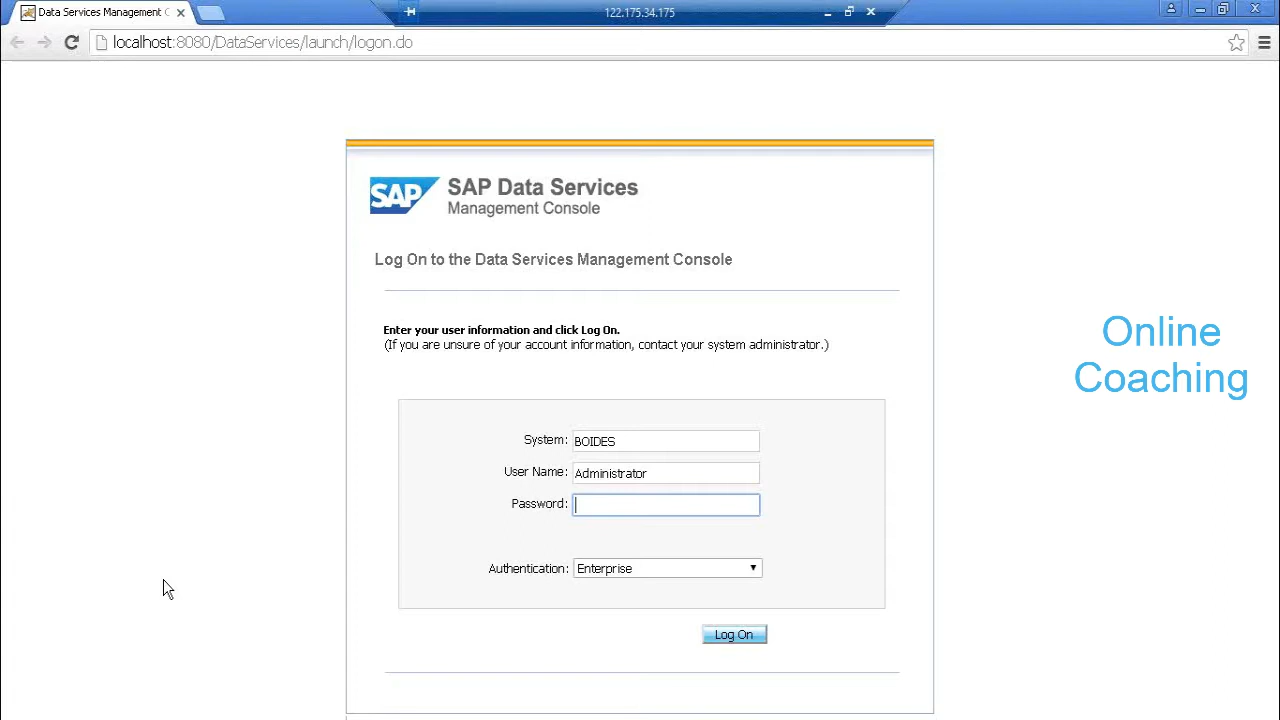 Data Services Management C
122.175.34.175
localhost:8080/DataServices/launch/logon.do
SAP
SAP Data Services
Management Console
Log On to the Data Services Management Console
Enter your user information and click Log On.
(If you are unsure of your account information, contact your system administrator.)
Online
Coaching
System: BOIDES
User Name: Administrator
Password:
Authentication: Enterprise
Log On